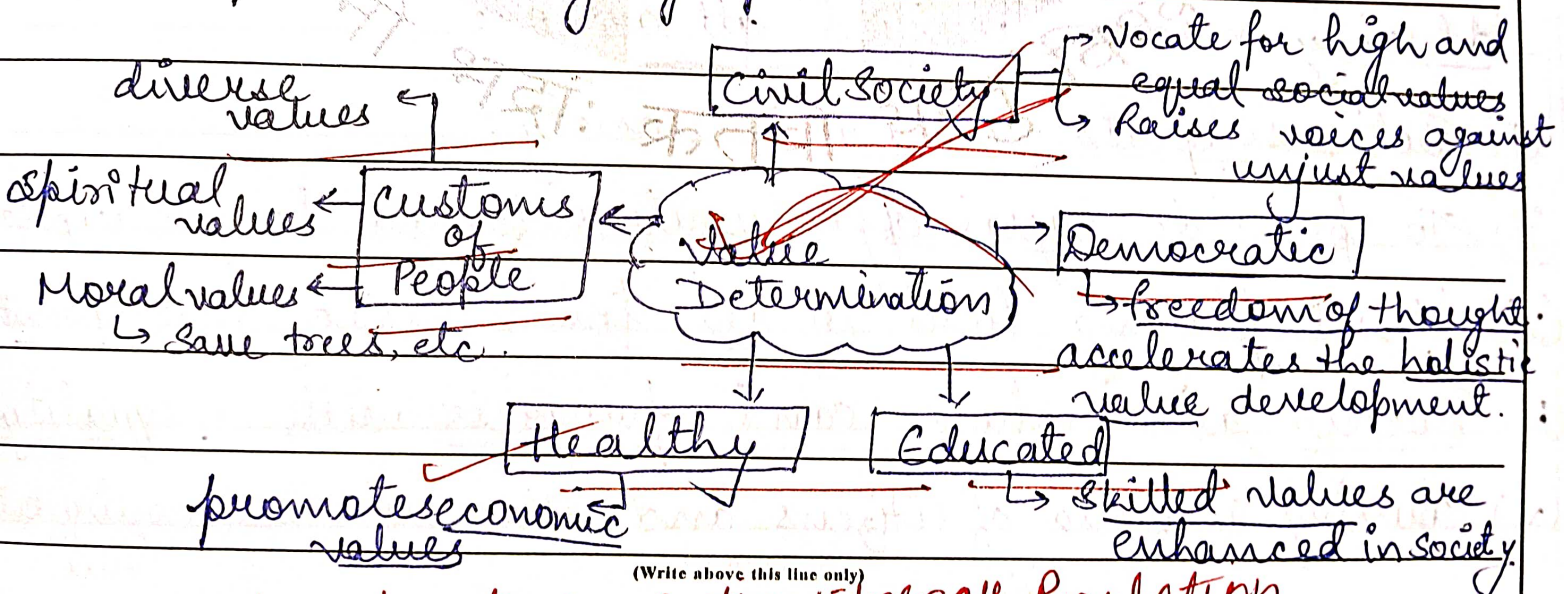 Civil Society
Vocate for high and
equal social values
Raises voices against
unjust values
diverse
values
spiritual
values
Customs
of
People
Moral values
Save trees, etc.
Value
Determination
Democratic
freedom of thought
accelerates the holistic
value development.
Healthy
promotes economic
values
Educated
skilled values are
enhanced in society.
(Write above this line only)